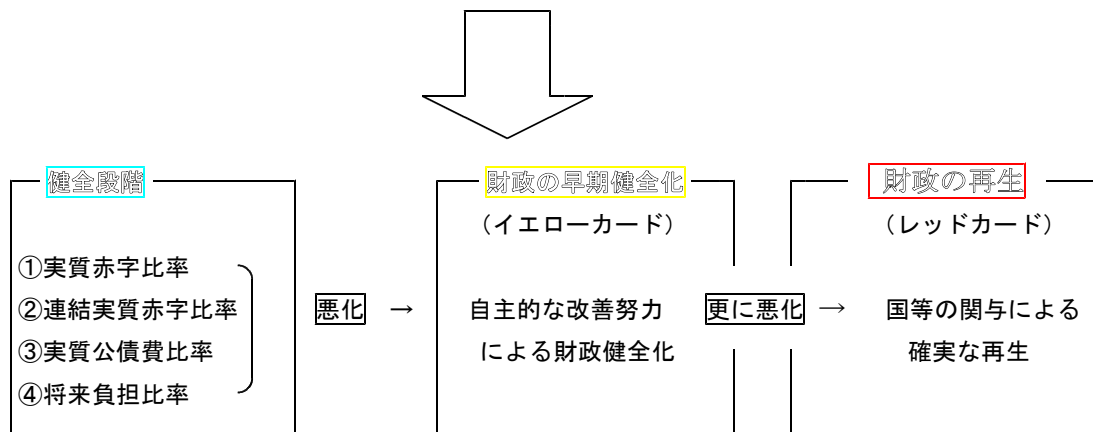 健全段階
①実質赤字比率
②連結実質赤字比率
③実質公債費比率
④将来負担比率
悪化 →
財政の早期健全化
（イエローカード）
自主的な改善努力
による財政健全化
更に悪化 →
財政の再生
（レッドカード）
国等の関与による
確実な再生